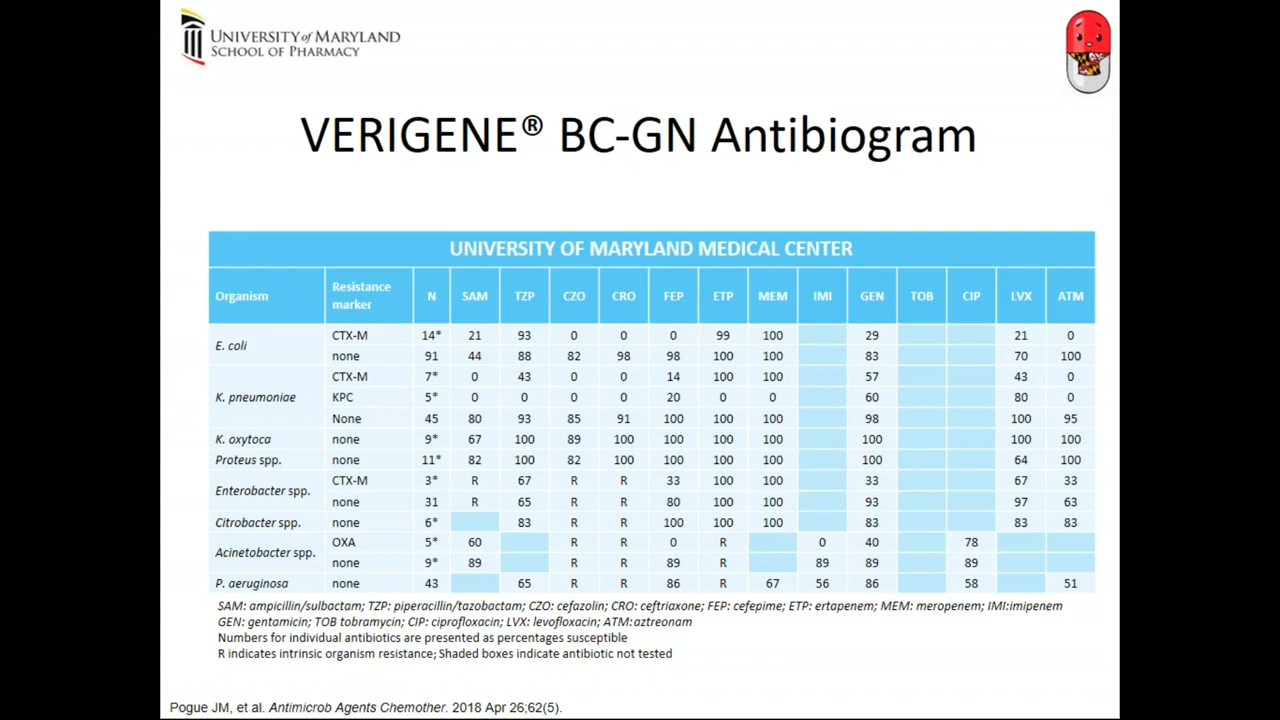 UNIVERSITY of MARYLAND
SCHOOL OF PHARMACY
VERIGENE® BC-GN Antibiogram
UNIVERSITY OF MARYLAND MEDICAL CENTER
Organism Resistance marker N SAM TZP CZO CRO FEP ETP MEM IMI GEN TOB CIP LVX ATM
E. coli CTX-M 14* 21 93 0 0 0 99 100 29 21 0
none 91 44 88 82 98 98 100 100 83 70 100
K. pneumoniae CTX-M 7* 0 43 0 0 14 100 100 57 43 0
KPC 5* 0 0 0 0 20 0 0 60 80 0
None 45 80 93 85 91 100 100 100 98 100 95
K. oxytoca none 9* 67 100 89 100 100 100 100 100 100 100
Proteus spp. none 11* 82 100 82 100 100 100 100 100 64 100
Enterobacter spp. CTX-M 3* R 67 R R 33 100 100 33 67 33
none 31 R 65 R R 80 100 100 93 97 63
Citrobacter spp. none 6* 83 R R 100 100 100 83 83 83
Acinetobacter spp. OXA 5* 60 R R 0 R 0 40 78
none 9* 89 R R 89 R 89 89 89
P. aeruginosa none 43 65 R R 86 R 67 56 86 58 51
SAM: ampicillin/sulbactam; TZP: piperacillin/tazobactam; CZO: cefazolin; CRO: ceftriaxone; FEP: cefepime; ETP: ertapenem; MEM: meropenem; IMI:imipenem
GEN: gentamicin; TOB tobramycin; CIP: ciprofloxacin; LVX: levofloxacin; ATM:aztreonam
Numbers for individual antibiotics are presented as percentages susceptible
R indicates intrinsic organism resistance; Shaded boxes indicate antibiotic not tested
Pogue JM, et al. Antimicrob Agents Chemother. 2018 Apr 26;62(5).